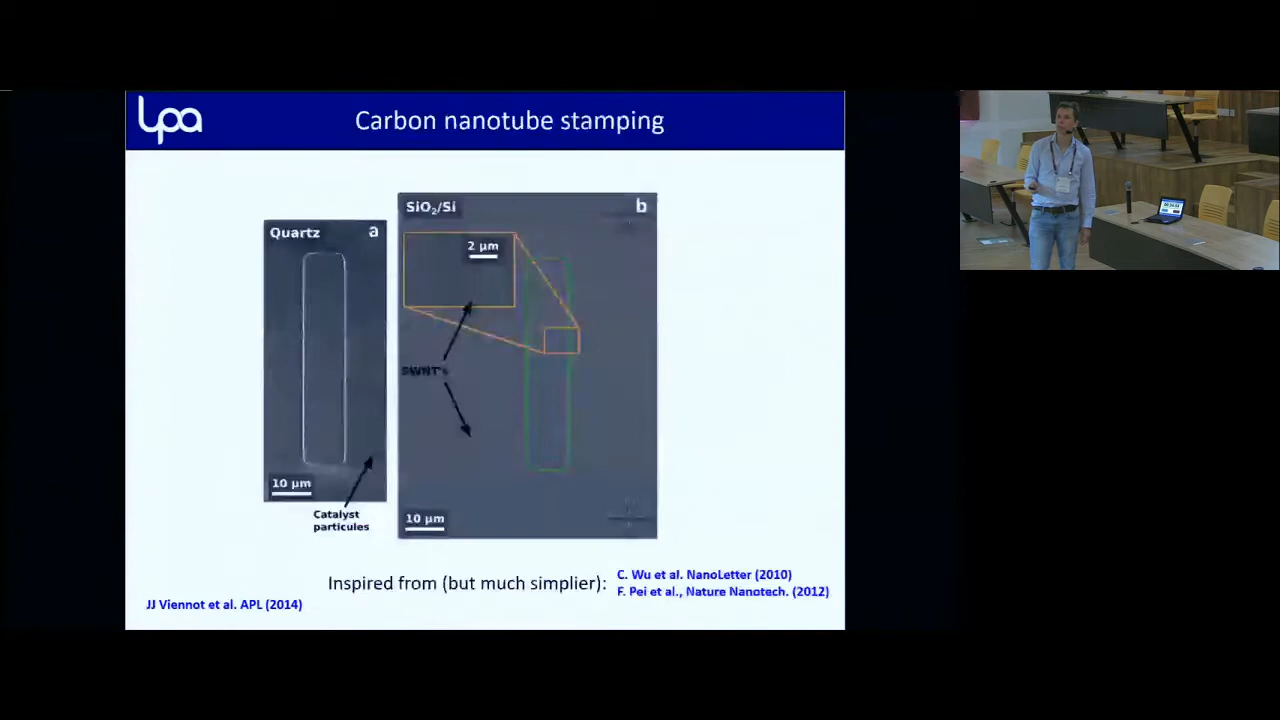 lpa
Carbon nanotube stamping
Quartz
a
SiO₂/Si
b
2 μm
SWNT's
10 μm
10 μm
Catalyst
particules
Inspired from (but much simplier):
C. Wu et al. NanoLetter (2010)
F. Pei et al., Nature Nanotech. (2012)
JJ Viennot et al. APL (2014)